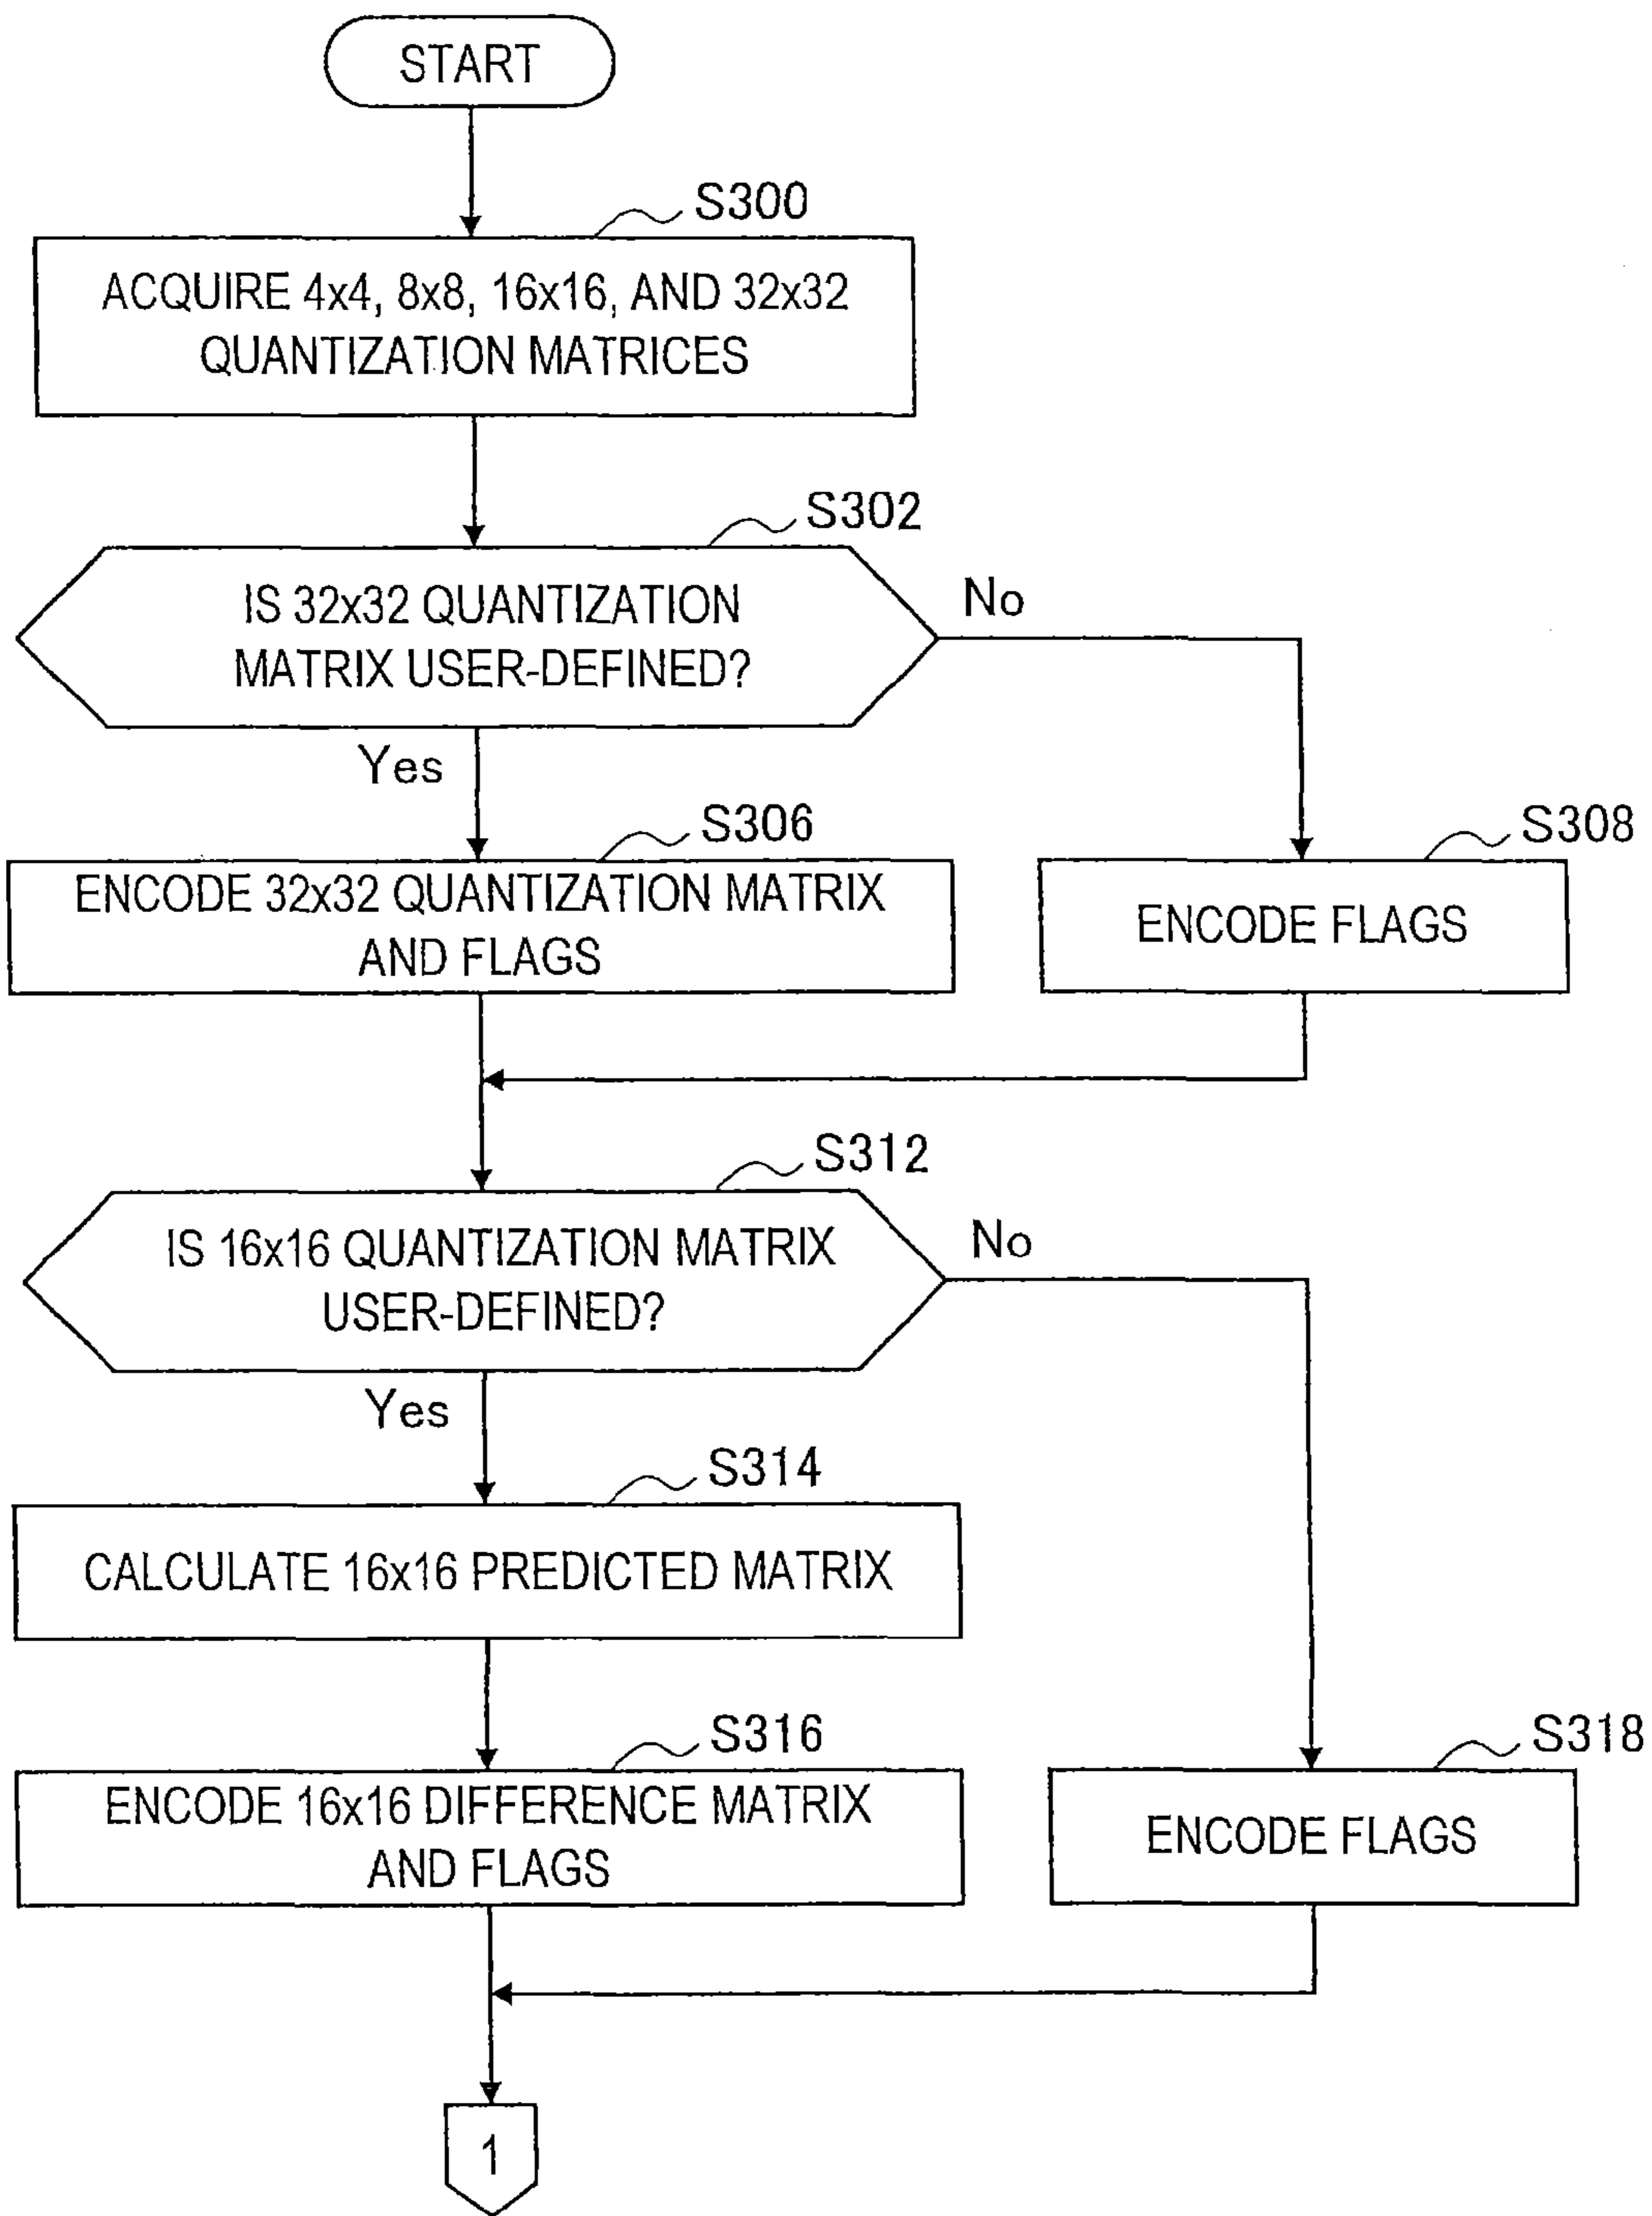 START
S300
ACQUIRE 4x4, 8x8, 16x16, AND 32x32
QUANTIZATION MATRICES
S302
IS 32x32 QUANTIZATION
MATRIX USER-DEFINED?
No
Yes
S306
S308
ENCODE 32x32 QUANTIZATION MATRIX
AND FLAGS
ENCODE FLAGS
S312
IS 16x16 QUANTIZATION MATRIX
USER-DEFINED?
No
Yes
S314
CALCULATE 16x16 PREDICTED MATRIX
S316
S318
ENCODE 16x16 DIFFERENCE MATRIX
AND FLAGS
ENCODE FLAGS
1